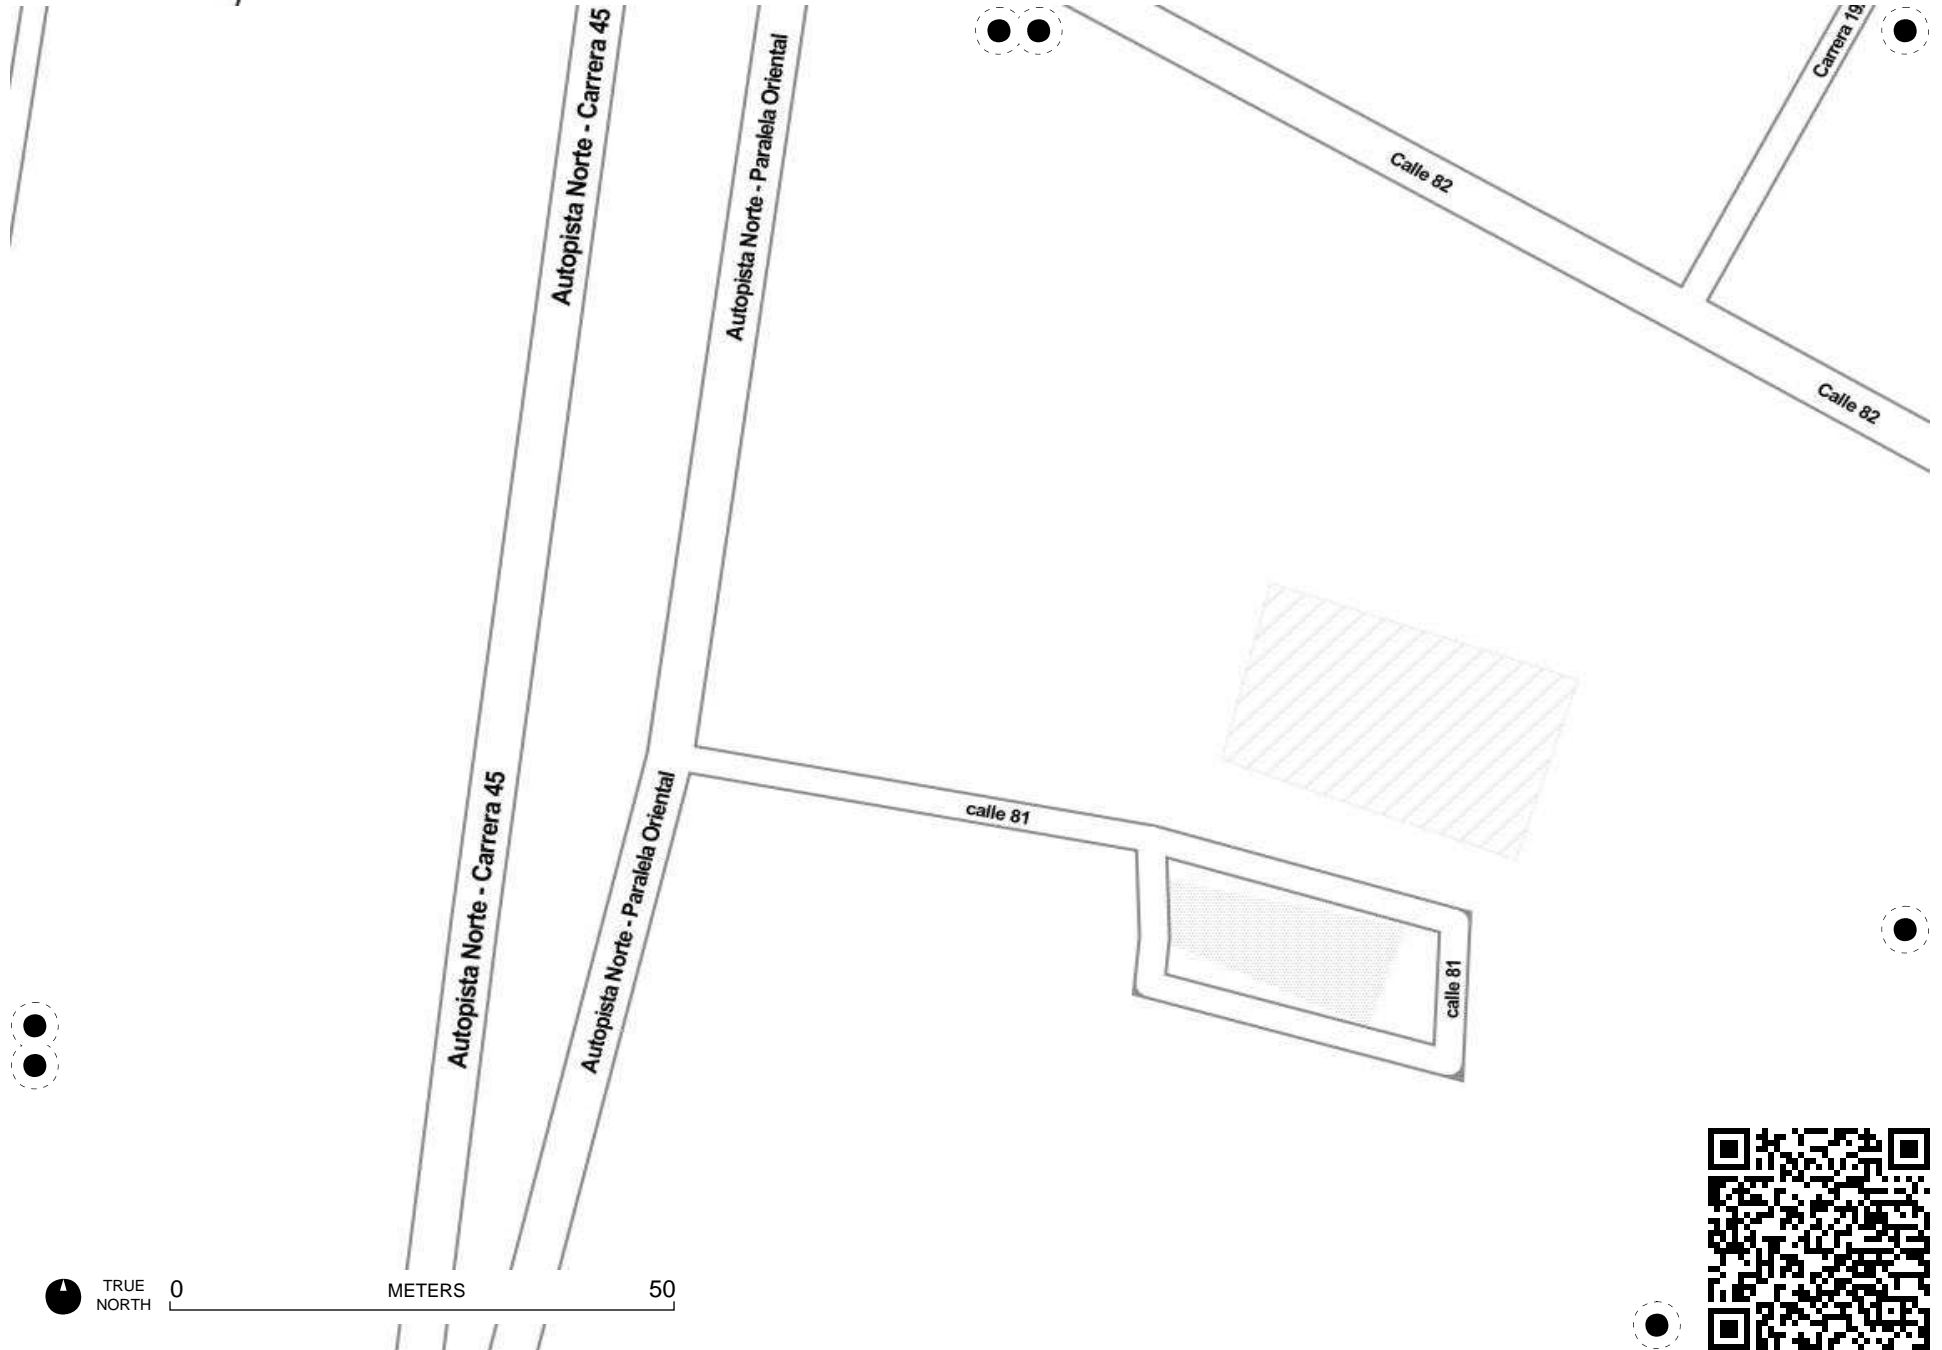 Autopista Norte - Carrera 45
Autopista Norte - Paralela Oriental
Calle 82
Calle 82
Autopista Norte - Carrera 45
Autopista Norte - Paralela Oriental
calle 81
calle 81
TRUE
NORTH
0
METERS
50
Carrera